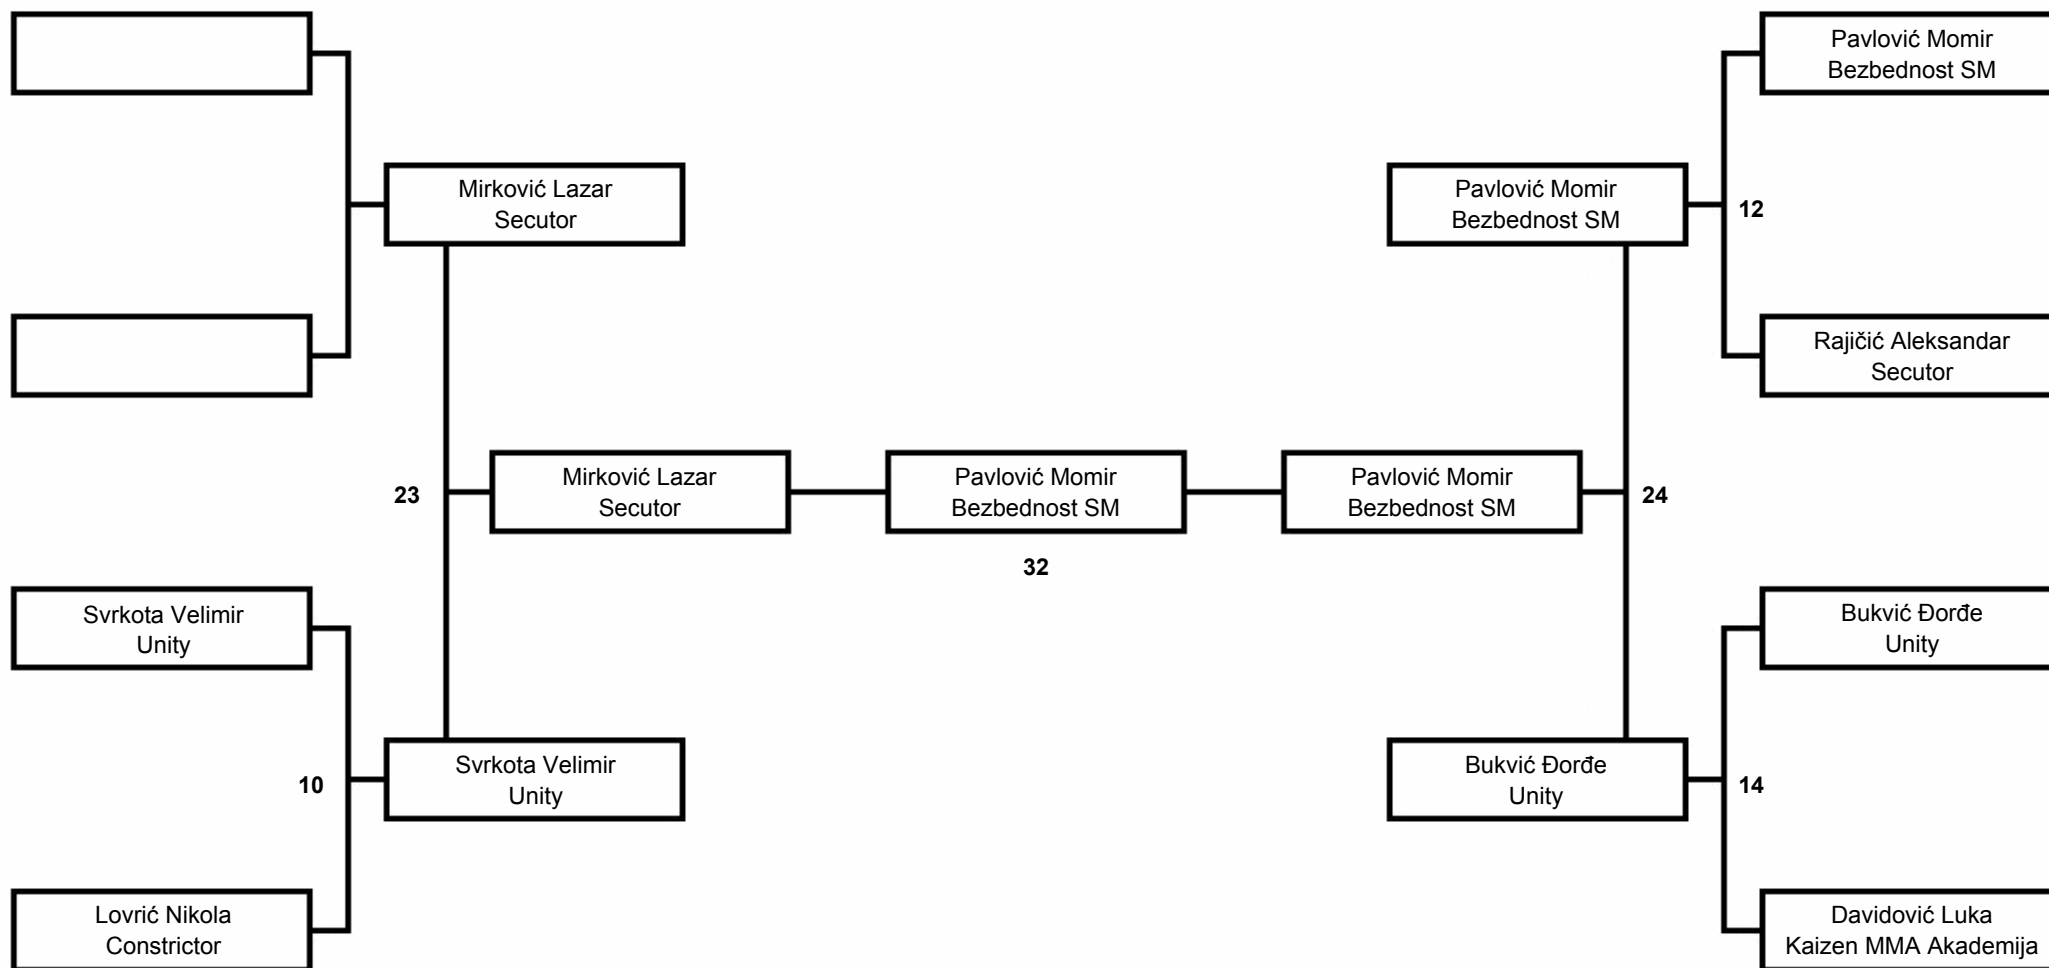 Pavlović Momir
Bezbednost SM
Mirković Lazar
Secutor
Pavlović Momir
Bezbednost SM
12
Rajičić Aleksandar
Secutor
23
Mirković Lazar
Secutor
Pavlović Momir
Bezbednost SM
Pavlović Momir
Bezbednost SM
24
32
Svrkota Velimir
Unity
Bukvić Đorđe
Unity
10
Svrkota Velimir
Unity
Bukvić Đorđe
Unity
14
Lovrić Nikola
Constrictor
Davidović Luka
Kaizen MMA Akademija